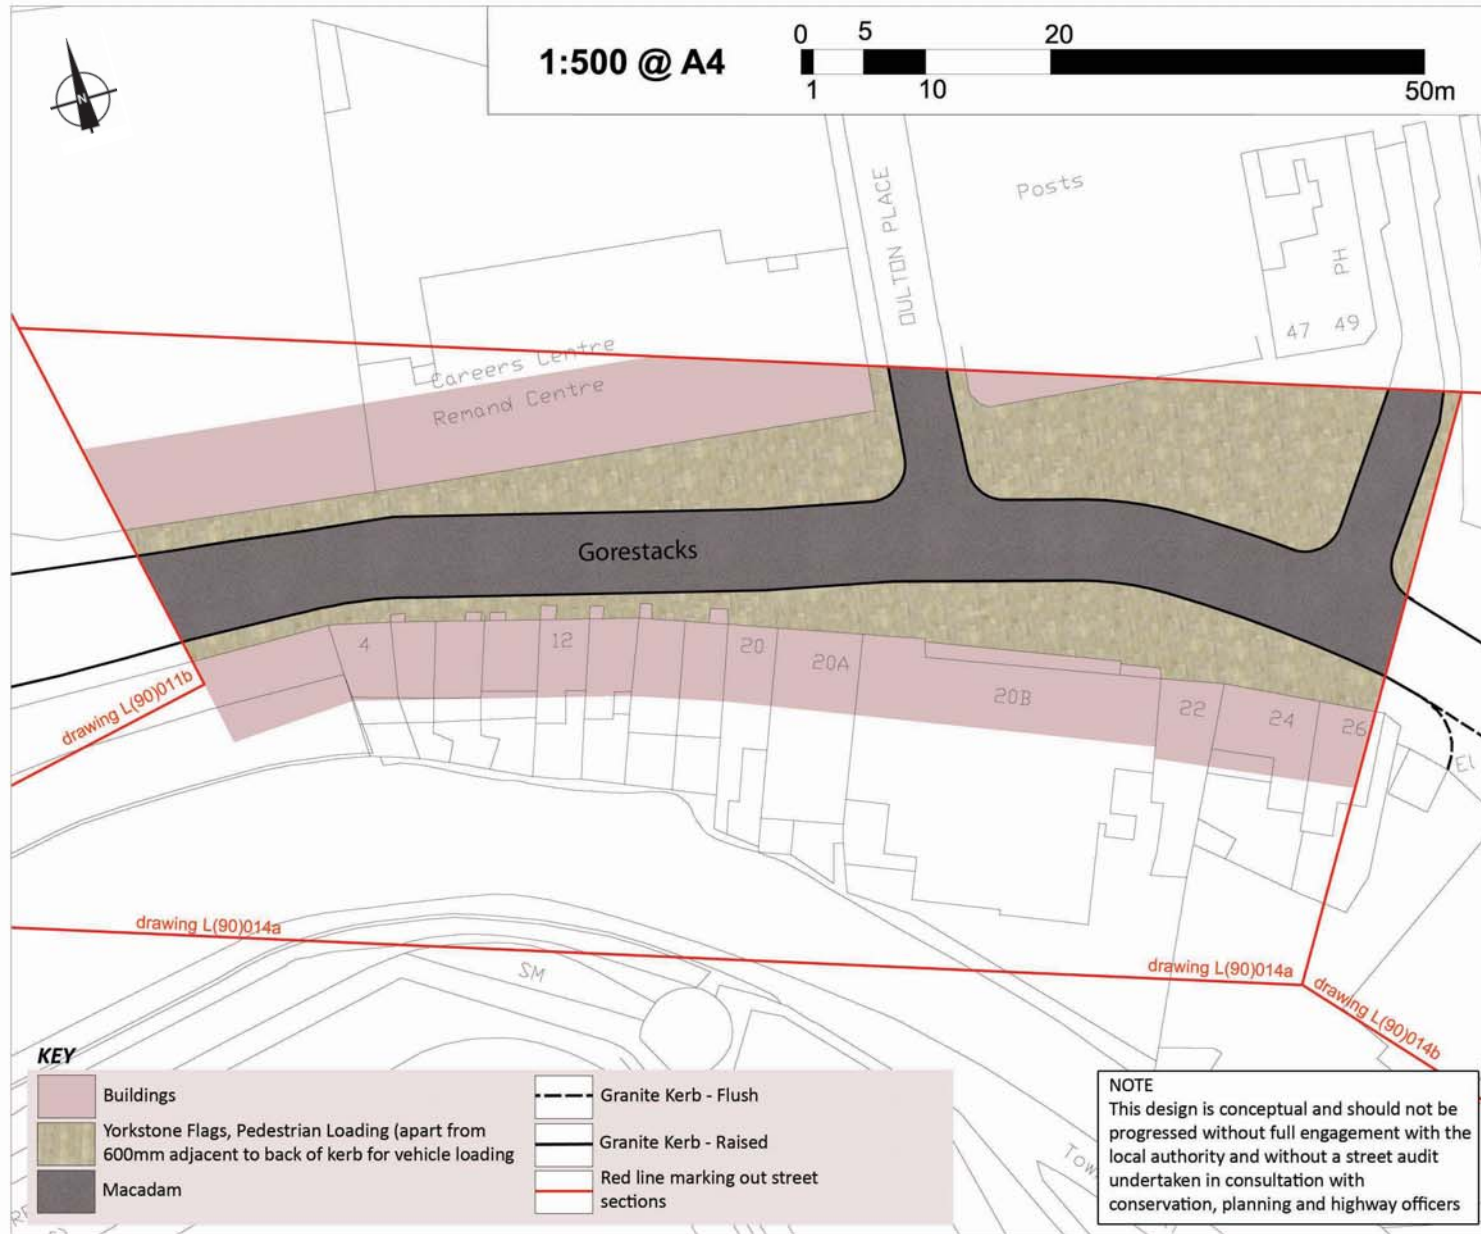 1:500 @ A4
0 5 20
1 10 50m
N
OULTON PLACE
Posts
PH
47 49
Careers Centre
Remand Centre
Gorestacks
4 12 20 20A 20B 22 24 26
El
drawing L(90)011b
drawing L(90)014a
drawing L(90)014a
drawing L(90)014b
SM
KEY
Buildings
Yorkstone Flags, Pedestrian Loading (apart from
600mm adjacent to back of kerb for vehicle loading
Macadam
Granite Kerb - Flush
Granite Kerb - Raised
Red line marking out street
sections
NOTE
This design is conceptual and should not be
progressed without full engagement with the
local authority and without a street audit
undertaken in consultation with
conservation, planning and highway officers